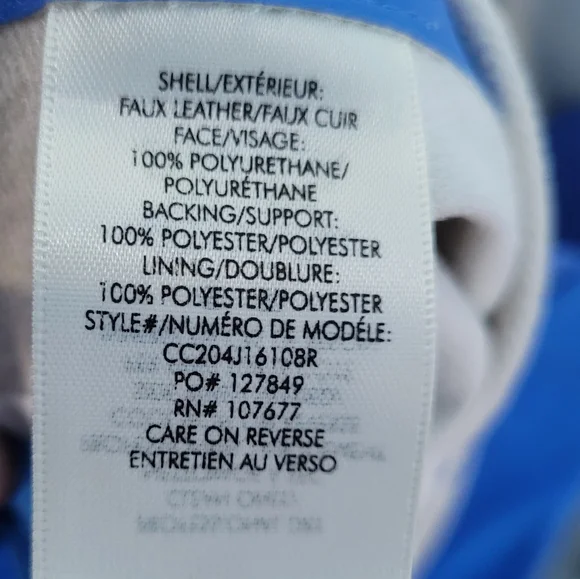 SHELL/EXTÉRIEUR:
FAUX LEATHER/FAUX CUIR
FACE/VISAGE:
100% POLYURETHANE/
POLYURÉTHANE
BACKING/SUPPORT:
100% POLYESTER/POLYESTER
LINING/DOUBLURE:
100% POLYESTER/POLYESTER
STYLE#/NUMÉRO DE MODÉLE:
CC204J16108R
PO# 127849
RN# 107677
CARE ON REVERSE
ENTRETIEN AU VERSO